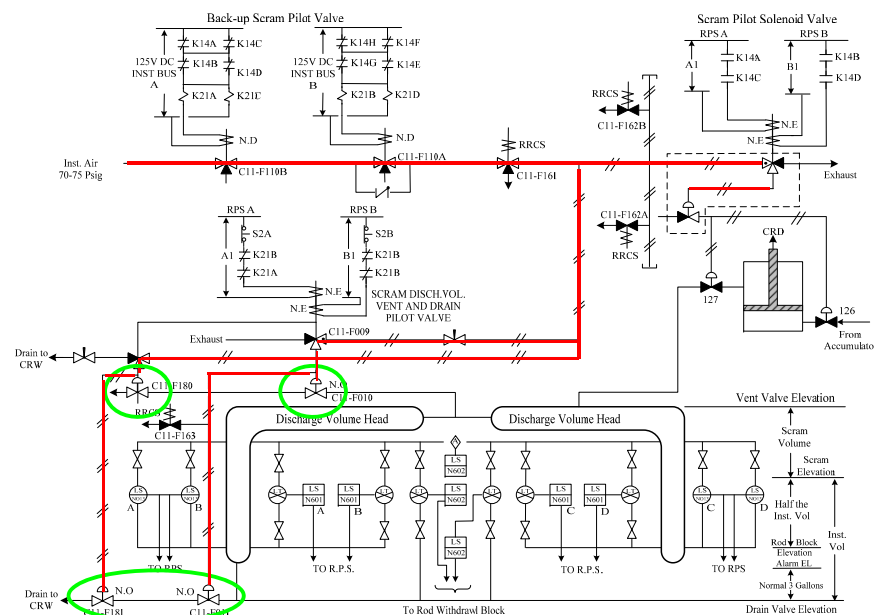 Back-up Scram Pilot Valve
Scram Pilot Solenoid Valve
RPS A
RPS B
125V DC
INST BUS
A
K14A
K14C
K14B
K14D
K21A
K21C
N.D
125V DC
INST BUS
B
K14H
K14F
K14G
K14E
K21B
K21D
N.D
A1
K14A
K14C
B1
K14B
K14D
N.E
N.E
RRCS
C11-F162B
RRCS
Inst. Air
70-75 Psig
C11-F110B
C11-F110A
C11-F161
Exhaust
C11-F162A
RRCS
CRD
127
126
From
Accumulato
RPS A
RPS B
S2A
S2B
A1
K21B
K21A
B1
K21B
K21B
N.E
N.E
SCRAM DISCH.VOL.
VENT AND DRAIN
PILOT VALVE
Exhaust
C11-F009
Drain to
CRW
C11-F180
N.O
C11-F010
RRCS
C11-F163
Discharge Volume Head
Discharge Volume Head
Vent Valve Elevation
Scram
Volume
Scram
Elevation
Half the
Inst. Vol
Inst.
Vol
Rod Block
Elevation
Alarm EL
Normal 3 Gallons
Drain Valve Elevation
LS
N602
LS
N602
LS
N602
LS
N601
A
LS
N601
B
LS
N601
C
LS
N601
D
A
B
C
D
TO RPS
TO R.P.S.
TO R.P.S.
TO RPS
Drain to
CRW
N.O
N.O
To Rod Withdrawl Block